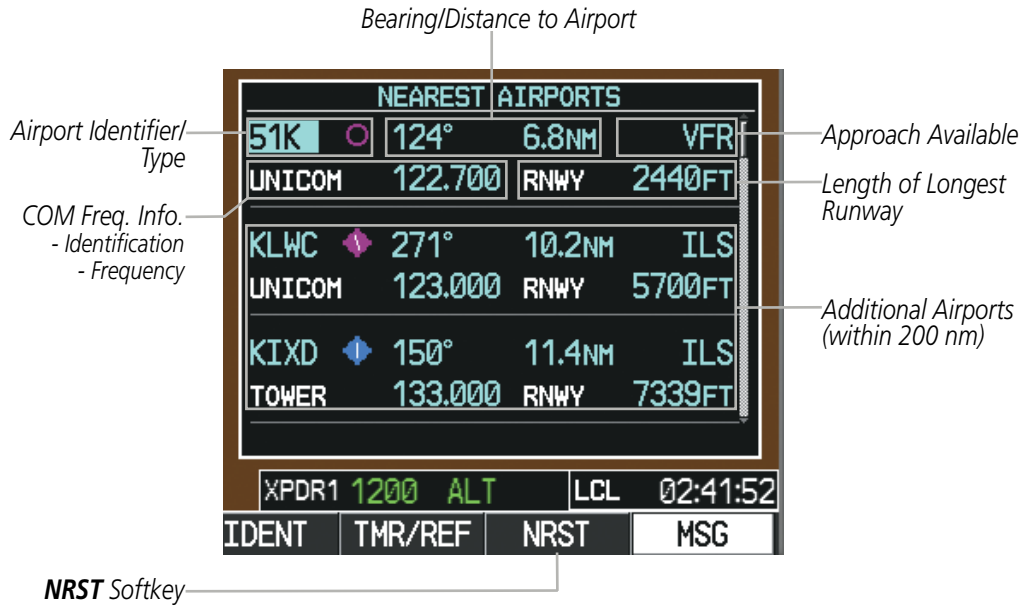 Bearing/Distance to Airport
NEAREST AIRPORTS
Airport Identifier/
Type
51K 124° 6.8NM VFR
Approach Available
UNICOM 122.700 RNWY 2440FT
Length of Longest
Runway
COM Freq. Info.
- Identification
- Frequency
KLWC 271° 10.2NM ILS
UNICOM 123.000 RNWY 5700FT
Additional Airports
(within 200 nm)
KIXD 150° 11.4NM ILS
TOWER 133.000 RNWY 7339FT
XPDR1 1200 ALT LCL 02:41:52
IDENT TMR/REF NRST MSG
NRST Softkey